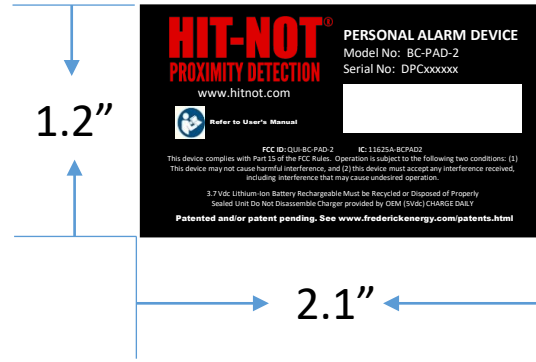 HIT-NOT®
PROXIMITY DETECTION
www.hitnot.com
PERSONAL ALARM DEVICE
Model No: BC-PAD-2
Serial No: DPCxxxxxx
Refer to User's Manual
FCC ID: QUI-BC-PAD-2 IC: 11625A-BCPAD2
This device complies with Part 15 of the FCC Rules. Operation is subject to the following two conditions: (1)
This device may not cause harmful interference, and (2) this device must accept any interference received,
including interference that may cause undesired operation.
3.7 Vdc Lithium-Ion Battery Rechargeable Must be Recycled or Disposed of Properly
Sealed Unit Do Not Disassemble Charger provided by OEM (5Vdc) CHARGE DAILY
Patented and/or patent pending. See www.frederickenergy.com/patents.html
1.2”
2.1”